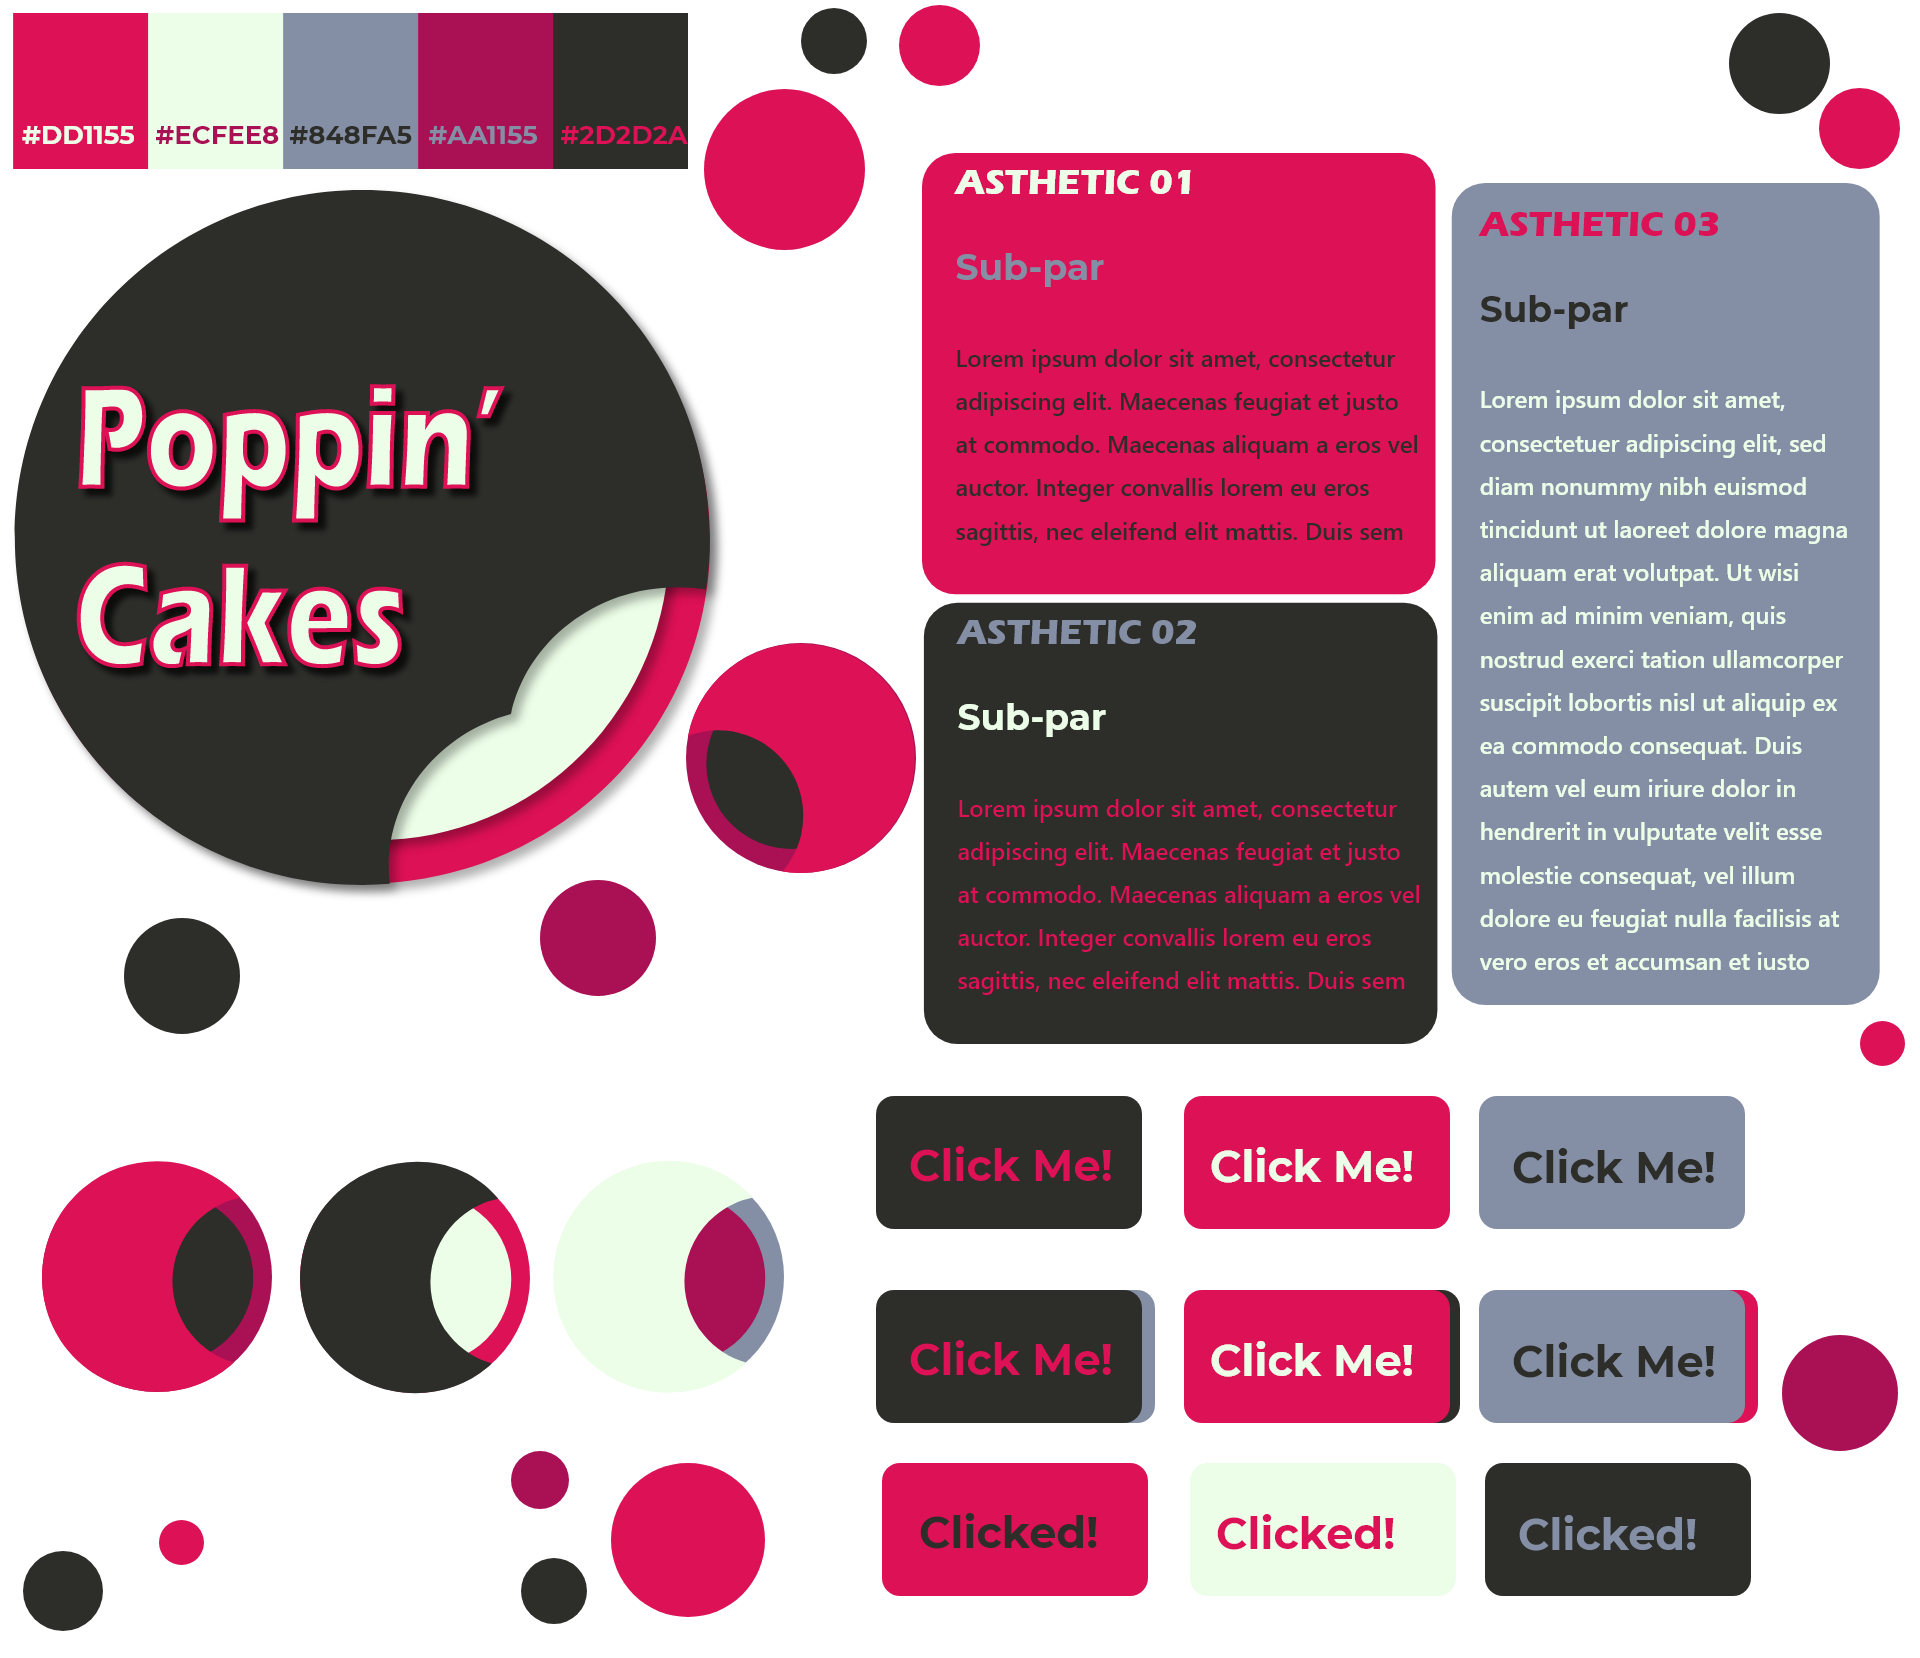 #DD1155 #ECFEE8 #848FA5 #AA1155 #2D2D2A
Poppin’
Cakes
ASTHETIC 01
Sub-par
Lorem ipsum dolor sit amet, consectetur
adipiscing elit. Maecenas feugiat et justo
at commodo. Maecenas aliquam a eros vel
auctor. Integer convallis lorem eu eros
sagittis, nec eleifend elit mattis. Duis sem
ASTHETIC 02
Sub-par
Lorem ipsum dolor sit amet, consectetur
adipiscing elit. Maecenas feugiat et justo
at commodo. Maecenas aliquam a eros vel
auctor. Integer convallis lorem eu eros
sagittis, nec eleifend elit mattis. Duis sem
ASTHETIC 03
Sub-par
Lorem ipsum dolor sit amet,
consectetuer adipiscing elit, sed
diam nonummy nibh euismod
tincidunt ut laoreet dolore magna
aliquam erat volutpat. Ut wisi
enim ad minim veniam, quis
nostrud exerci tation ullamcorper
suscipit lobortis nisl ut aliquip ex
ea commodo consequat. Duis
autem vel eum iriure dolor in
hendrerit in vulputate velit esse
molestie consequat, vel illum
dolore eu feugiat nulla facilisis at
vero eros et accumsan et iusto
Click Me! Click Me! Click Me!
Click Me! Click Me! Click Me!
Clicked! Clicked! Clicked!